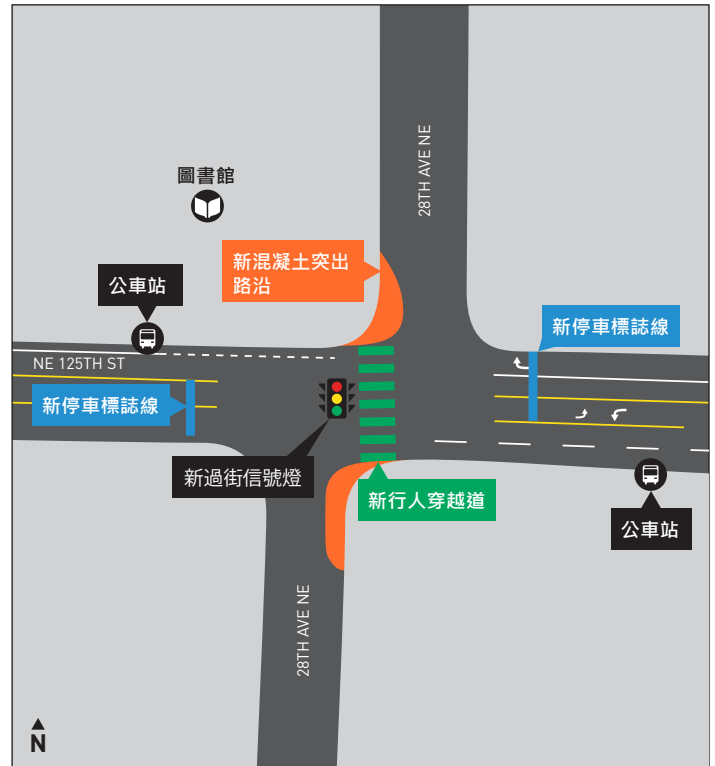 28TH AVE NE
圖書館
新混凝土突出
路沿
公車站
新停車標誌線
NE 125TH ST
新停車標誌線
新過街信號燈
新行人穿越道
公車站
28TH AVE NE
N